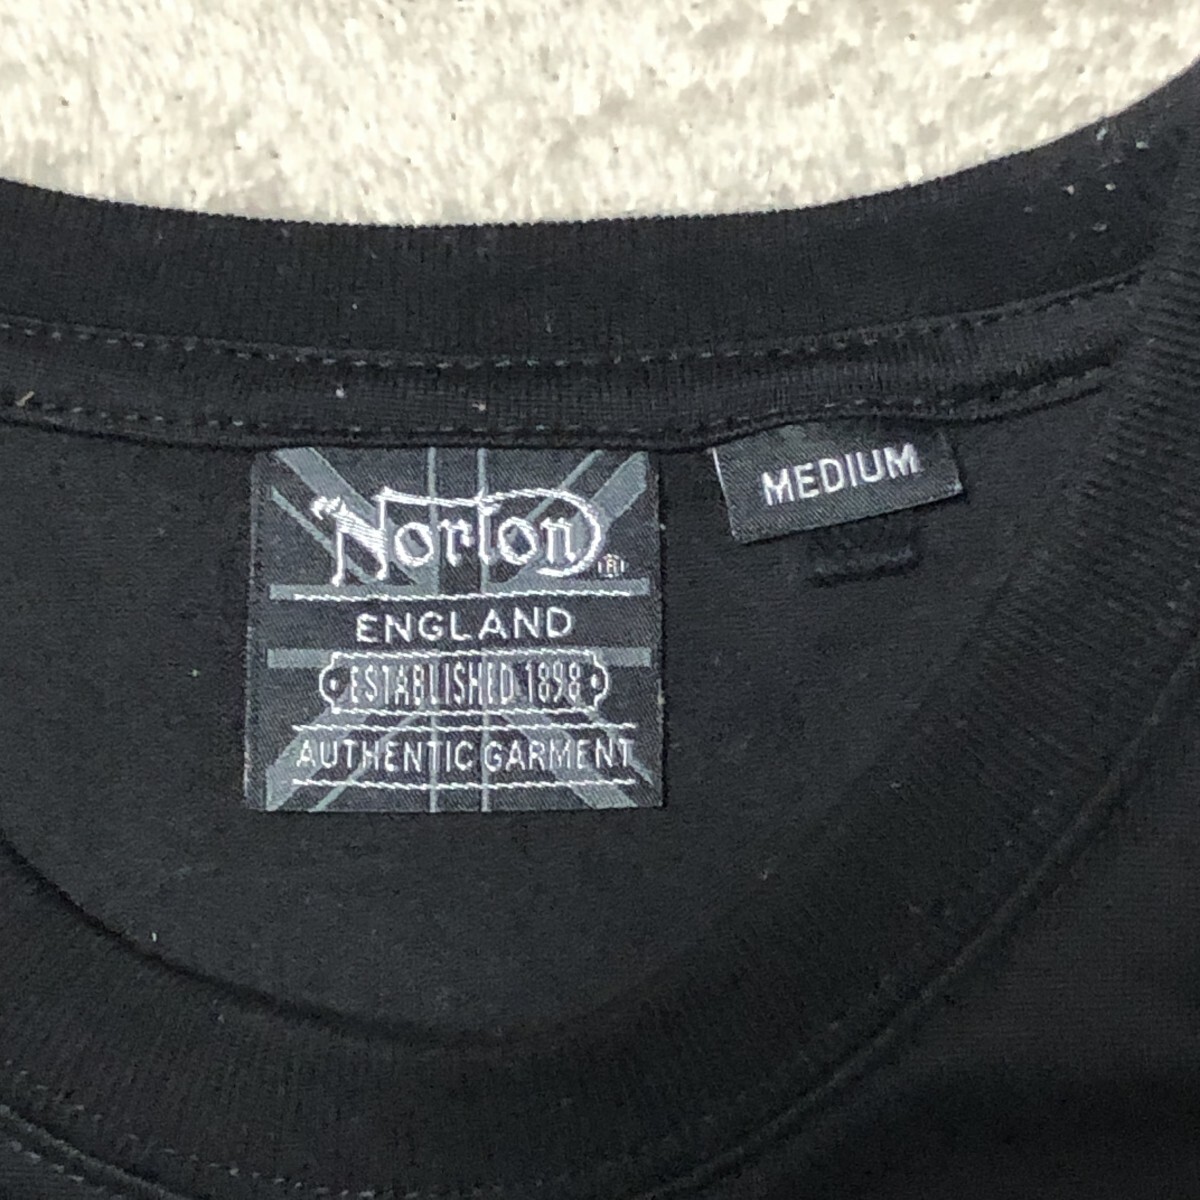 Norton®
ENGLAND
ESTABLISHED 1898
AUTHENTIC GARMENT
MEDIUM